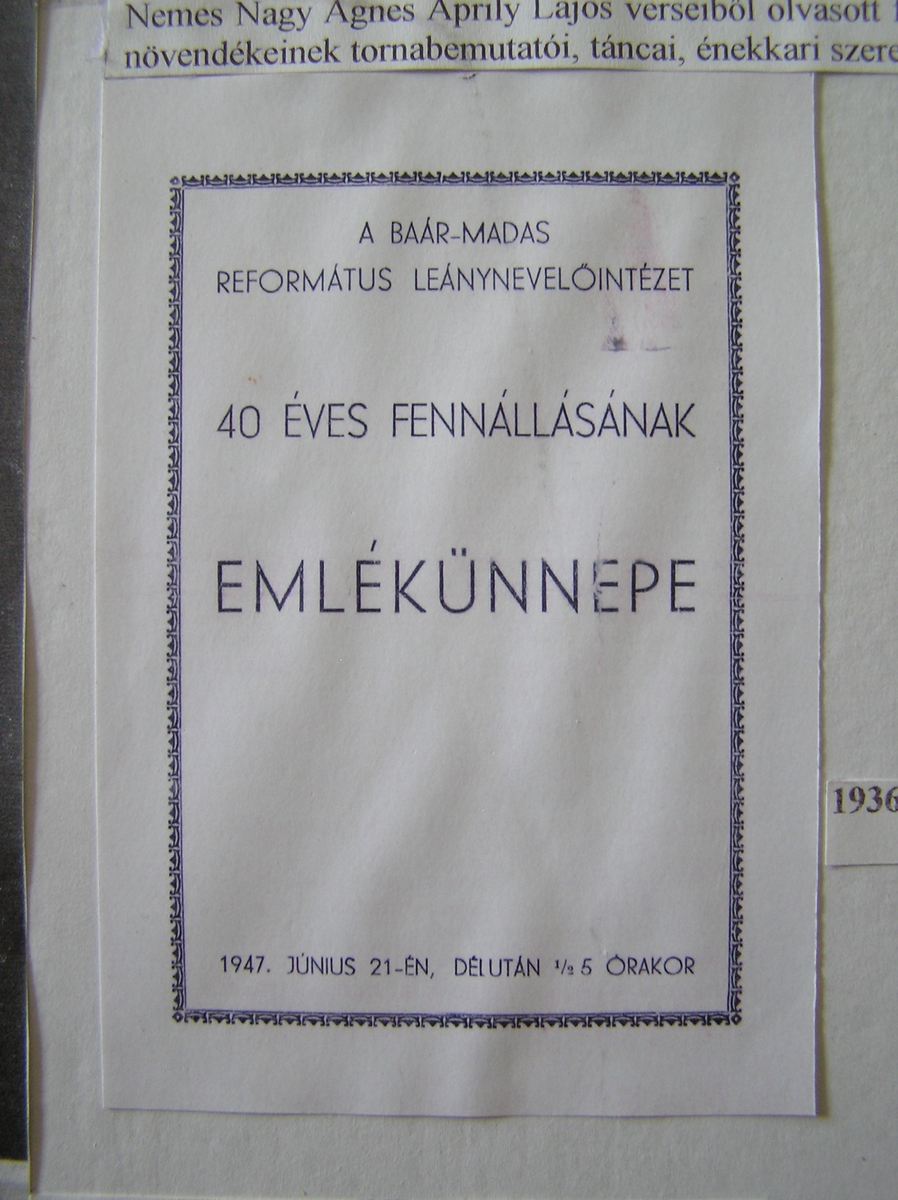 Nemes Nagy Ágnes Áprily Lajos verseiből olvasott
növendékeinek tornabemutatói, táncai, énekkari szere
A BAÁR-MADAS
REFORMÁTUS LEÁNYNEVELŐINTÉZET
40 ÉVES FENNÁLLÁSÁNAK
EMLÉKÜNNEPE
1936
1947. JÚNIUS 21-ÉN, DÉLUTÁN ½ 5 ÓRAKOR